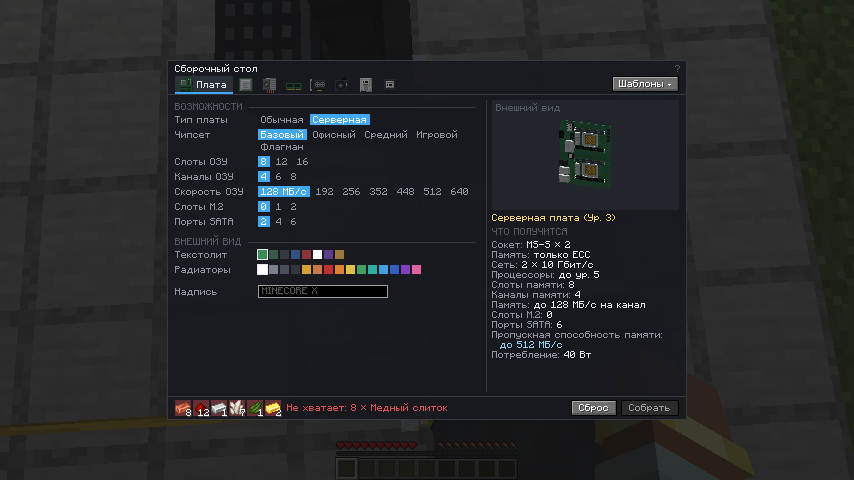 Сборочный стол
?
Плата
Шаблоны
ВОЗМОЖНОСТИ
Тип платы Обычная Серверная
Чипсет Базовый Офисный Средний Игровой
Флагман
Слоты ОЗУ 8 12 16
Каналы ОЗУ 4 6 8
Скорость ОЗУ 128 МБ/с 192 256 352 448 512 640
Слоты M.2 0 1 2
Порты SATA 2 4 6
ВНЕШНИЙ ВИД
Текстолит
Радиаторы
Надпись MINECORE X
Внешний вид
Серверная плата (Ур. 3)
ЧТО ПОЛУЧИТСЯ
Сокет: MS-S × 2
Память: только ECC
Сеть: 2 × 10 Гбит/с
Процессоры: до ур. 5
Слоты памяти: 8
Каналы памяти: 4
Память: до 128 МБ/с на канал
Слоты M.2: 0
Порты SATA: 6
Пропускная способность памяти:
до 512 МБ/с
Потребление: 40 Вт
8 12 1 7 1 2 Не хватает: 8 × Медный слиток
Сброс Собрать